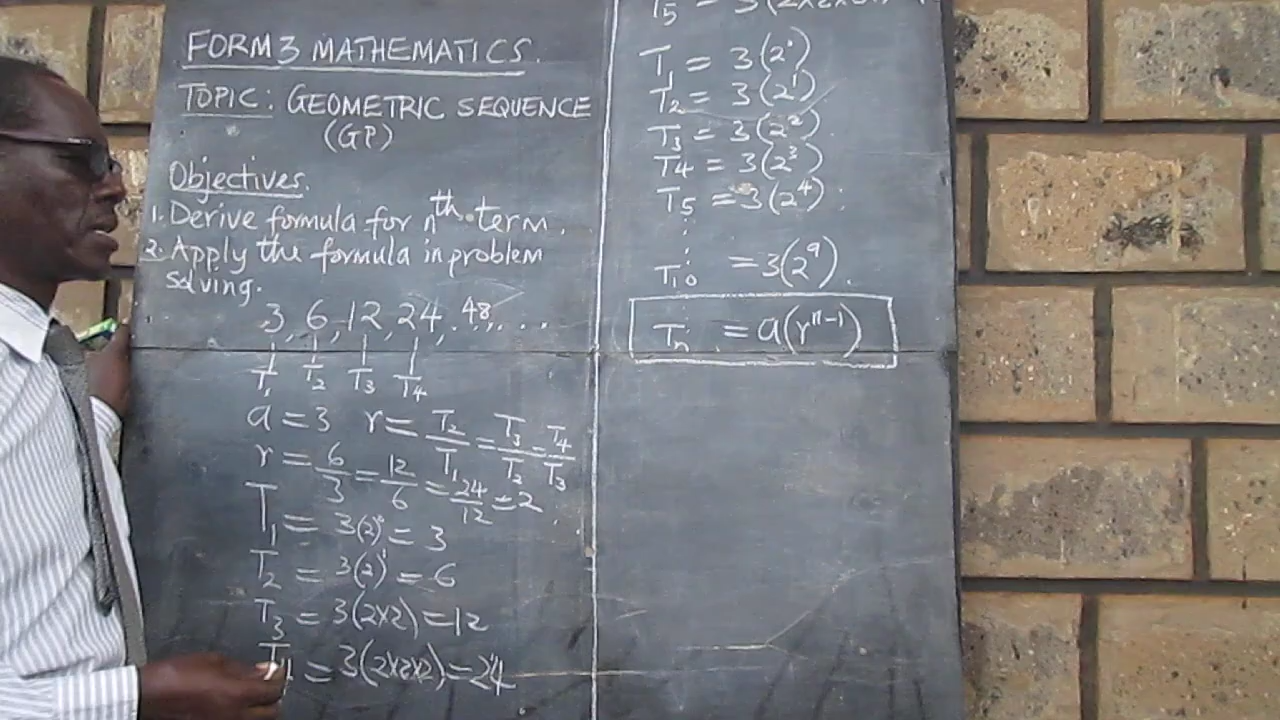 FORM 3 MATHEMATICS.
TOPIC: GEOMETRIC SEQUENCE
(GP)
Objectives.
1. Derive formula for nth term.
2. Apply the formula in problem
solving.
3, 6, 12, 24, 48, . . . .
T₁ T₂ T₃ T₄
a = 3 r = T₂/T₁ = T₃/T₂ = T₄/T₃
r = 6/3 = 12/6 = 24/12 = 2
T₁ = 3(2)⁰ = 3
T₂ = 3(2)¹ = 6
T₃ = 3(2x2) = 12
T₄ = 3(2x2x2) = 24
T₅ = 3(2x2x2
T₁ = 3(2⁰)
T₂ = 3(2¹)
T₃ = 3(2²)
T₄ = 3(2³)
T₅ = 3(2⁴)
T₁₀ = 3(2⁹)
Tₙ = a(rⁿ⁻¹)